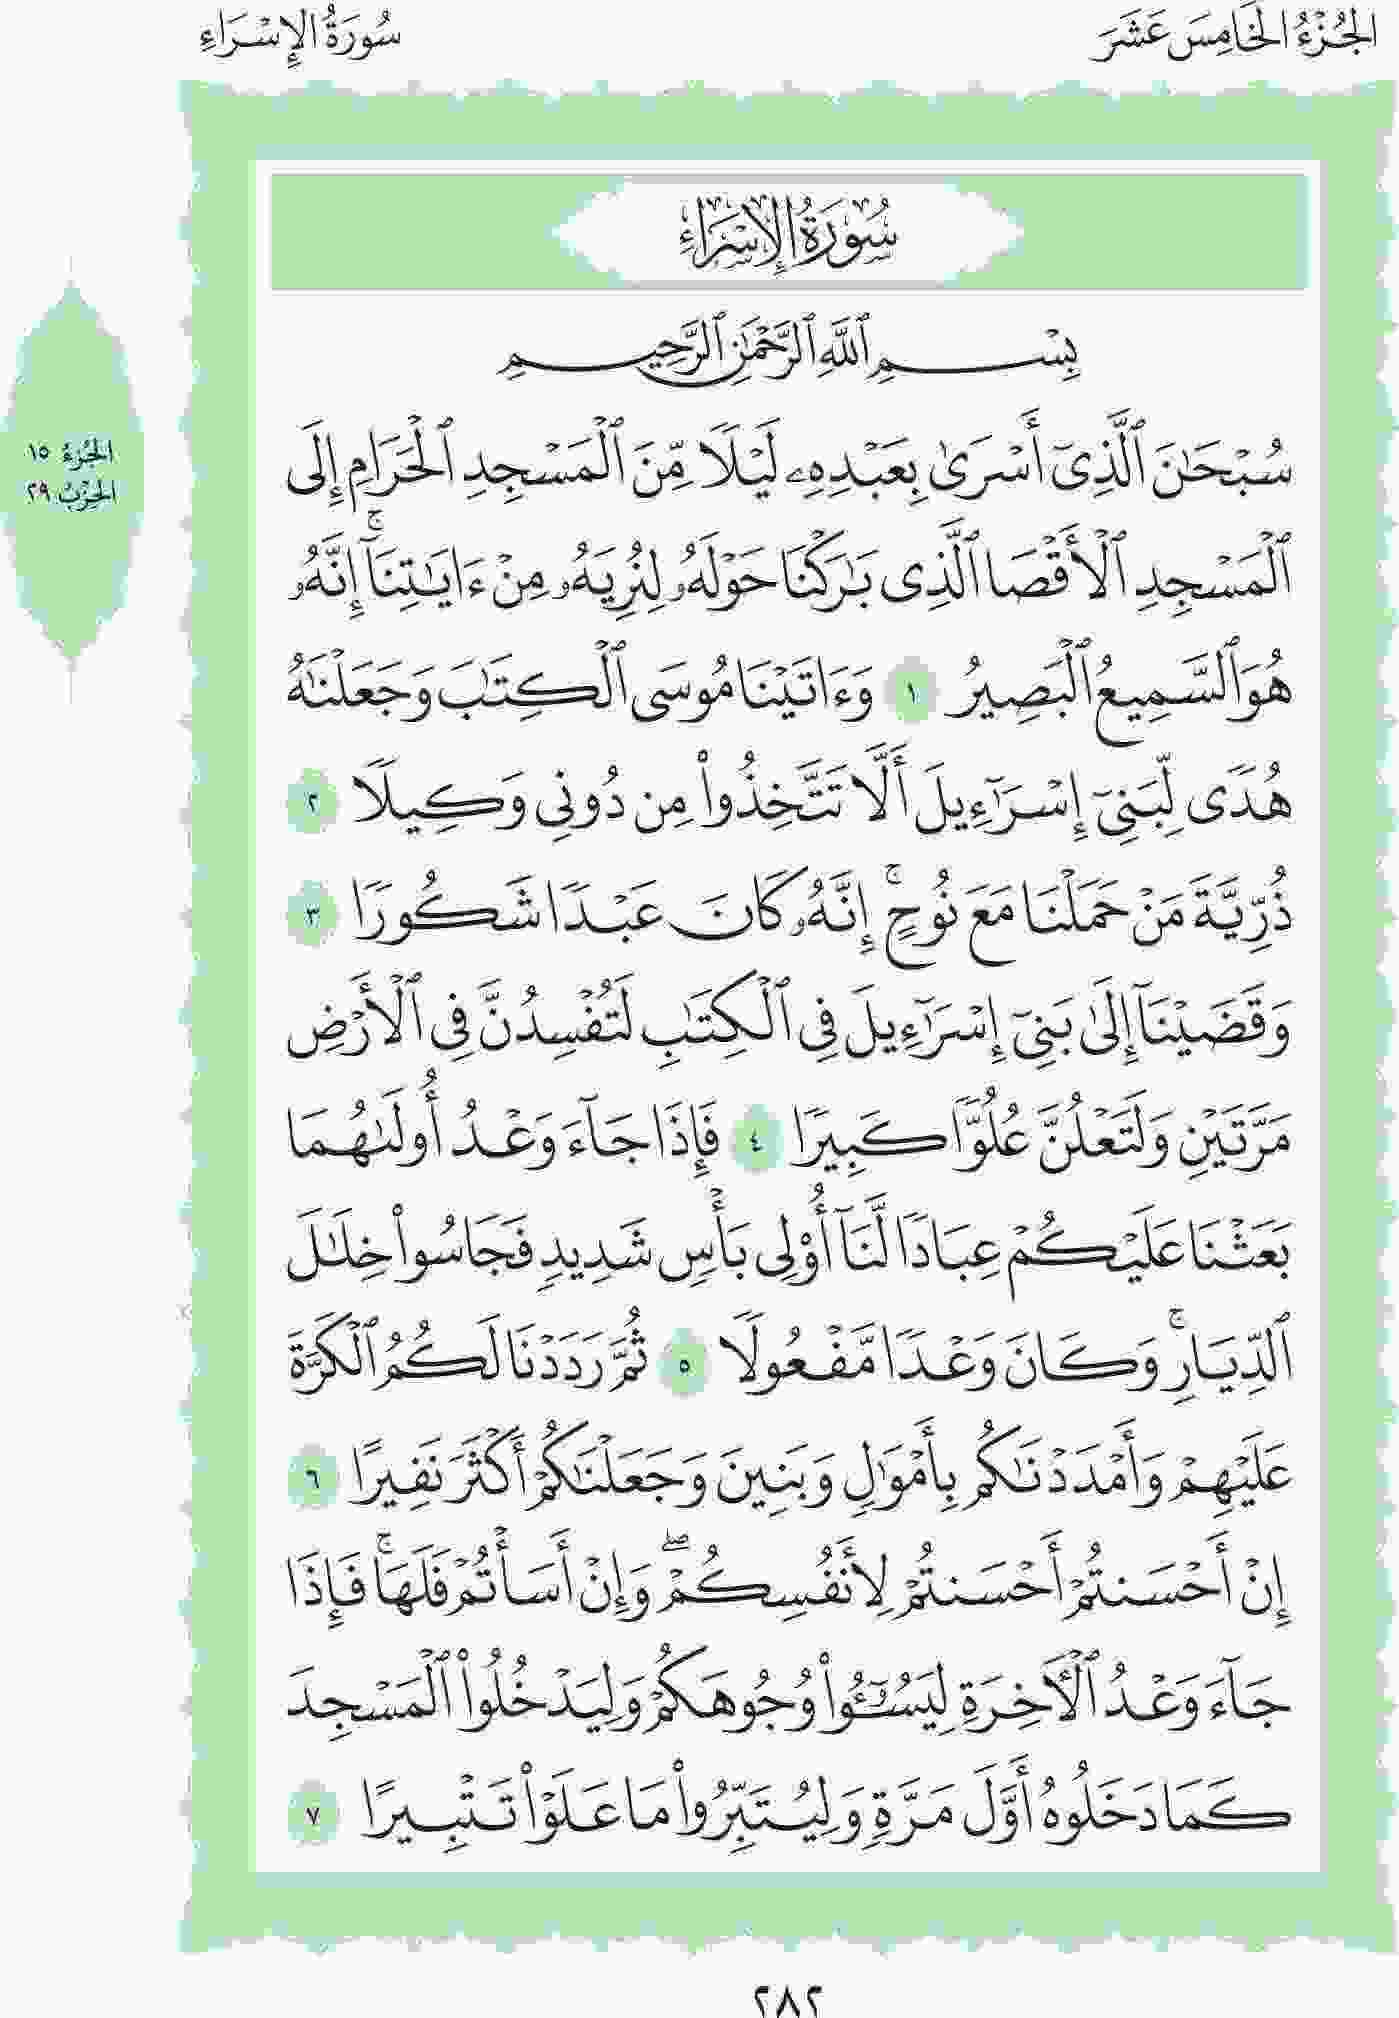 الجُزْءُ الخَامِسَ عَشَرَ
سُورَةُ الإِسْرَاءِ
سُورَةُ الإِسْرَاءِ
بِسْمِ ٱللَّهِ ٱلرَّحْمَٰنِ ٱلرَّحِيمِ
الجُزْءُ ١٥
الحِزْبُ ٢٩
سُبْحَٰنَ ٱلَّذِىٓ أَسْرَىٰ بِعَبْدِهِۦ لَيْلًا مِّنَ ٱلْمَسْجِدِ ٱلْحَرَامِ إِلَى
ٱلْمَسْجِدِ ٱلْأَقْصَا ٱلَّذِى بَٰرَكْنَا حَوْلَهُۥ لِنُرِيَهُۥ مِنْ ءَايَٰتِنَآ ۚ إِنَّهُۥ
هُوَ ٱلسَّمِيعُ ٱلْبَصِيرُ ١ وَءَاتَيْنَا مُوسَى ٱلْكِتَٰبَ وَجَعَلْنَٰهُ
هُدًى لِّبَنِىٓ إِسْرَٰٓءِيلَ أَلَّا تَتَّخِذُوا۟ مِن دُونِى وَكِيلًا ٢
ذُرِّيَّةَ مَنْ حَمَلْنَا مَعَ نُوحٍ ۚ إِنَّهُۥ كَانَ عَبْدًا شَكُورًا ٣
وَقَضَيْنَآ إِلَىٰ بَنِىٓ إِسْرَٰٓءِيلَ فِى ٱلْكِتَٰبِ لَتُفْسِدُنَّ فِى ٱلْأَرْضِ
مَرَّتَيْنِ وَلَتَعْلُنَّ عُلُوًّا كَبِيرًا ٤ فَإِذَا جَآءَ وَعْدُ أُولَىٰهُمَا
بَعَثْنَا عَلَيْكُمْ عِبَادًا لَّنَآ أُو۟لِى بَأْسٍ شَدِيدٍ فَجَاسُوا۟ خِلَٰلَ
ٱلدِّيَارِ ۚ وَكَانَ وَعْدًا مَّفْعُولًا ٥ ثُمَّ رَدَدْنَا لَكُمُ ٱلْكَرَّةَ
عَلَيْهِمْ وَأَمْدَدْنَٰكُم بِأَمْوَٰلٍ وَبَنِينَ وَجَعَلْنَٰكُمْ أَكْثَرَ نَفِيرًا ٦
إِنْ أَحْسَنتُمْ أَحْسَنتُمْ لِأَنفُسِكُمْ ۖ وَإِنْ أَسَأْتُمْ فَلَهَا ۚ فَإِذَا
جَآءَ وَعْدُ ٱلْءَاخِرَةِ لِيَسُۥٓـُٔوا۟ وُجُوهَكُمْ وَلِيَدْخُلُوا۟ ٱلْمَسْجِدَ
كَمَا دَخَلُوهُ أَوَّلَ مَرَّةٍ وَلِيُتَبِّرُوا۟ مَا عَلَوْا۟ تَتْبِيرًا ٧
٢٨٢